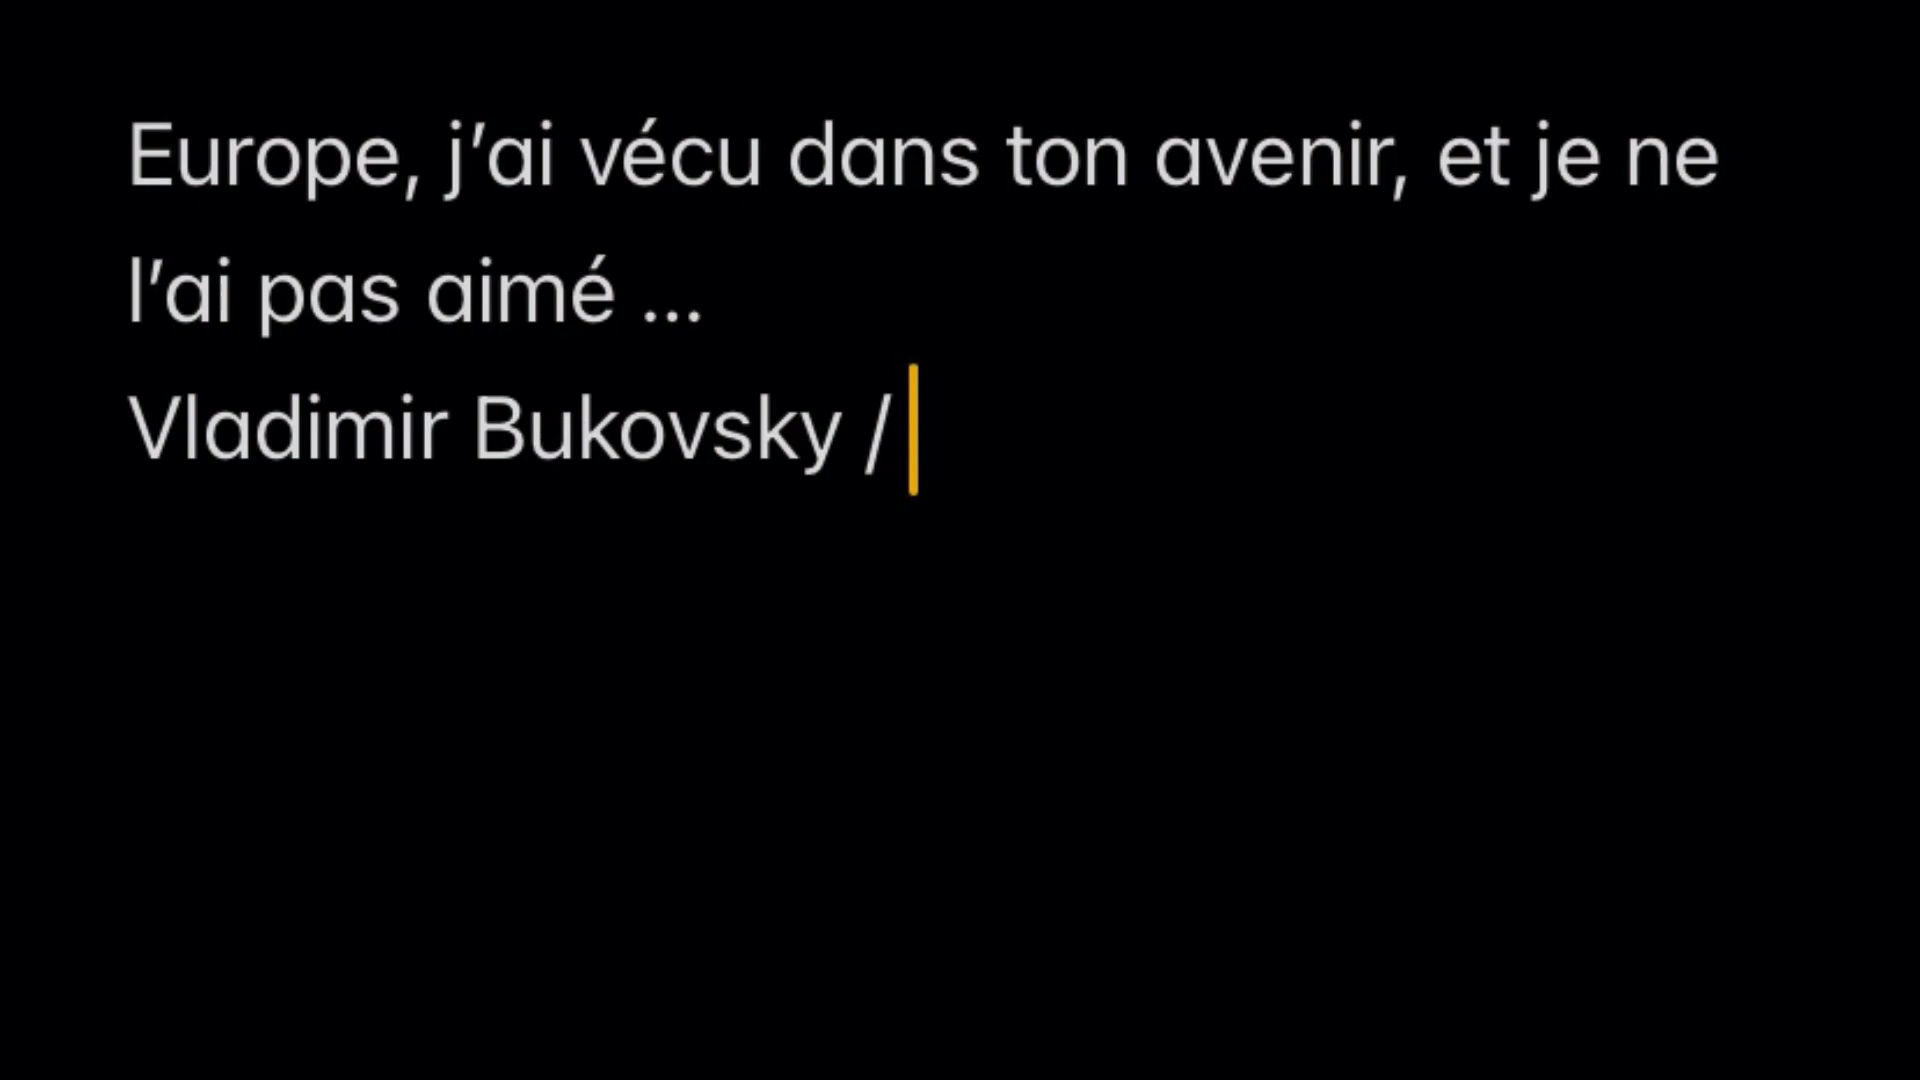 Europe, j’ai vécu dans ton avenir, et je ne
l’ai pas aimé ...
Vladimir Bukovsky /